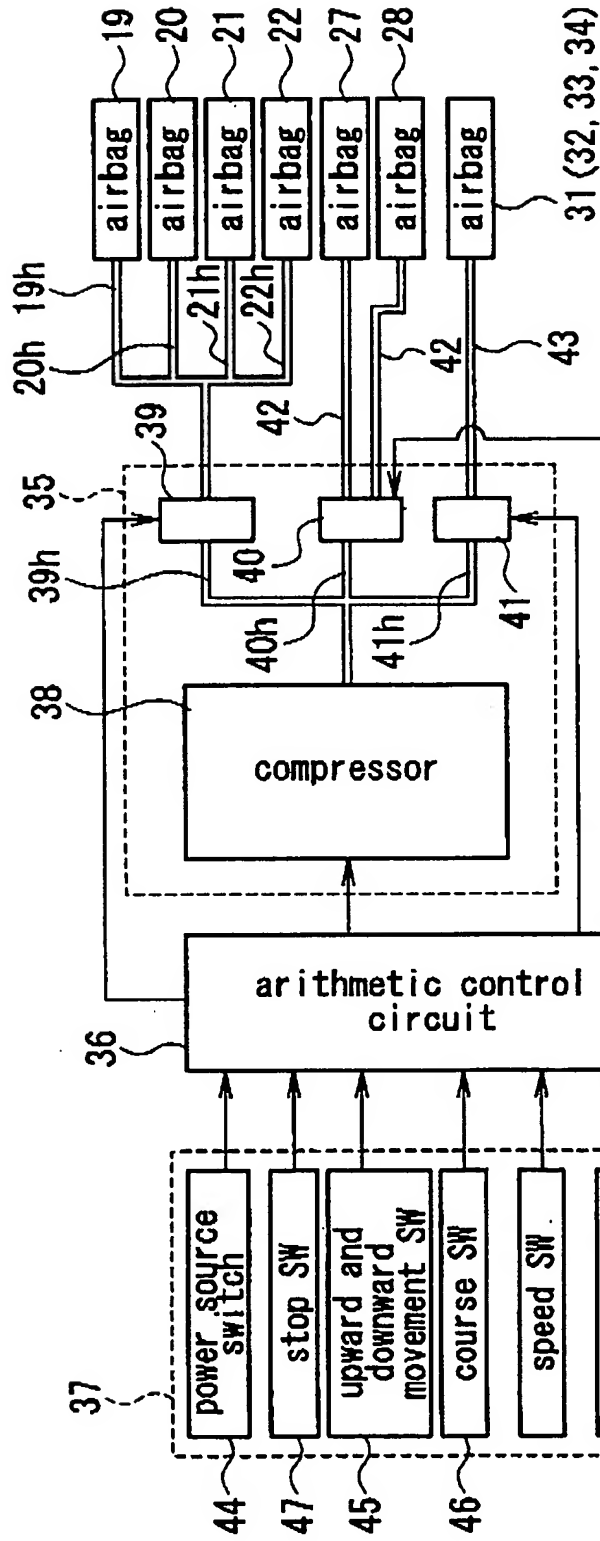 37
44
power source
switch
47
stop SW
45
upward and
downward
movement SW
46
course SW
speed SW
36
arithmetic control
circuit
35
38
compressor
39h
40h
41h
39
40
41
19h
20h
21h
22h
42
42
43
airbag
19
airbag
20
airbag
21
airbag
22
airbag
27
airbag
28
airbag
31 (32, 33, 34)